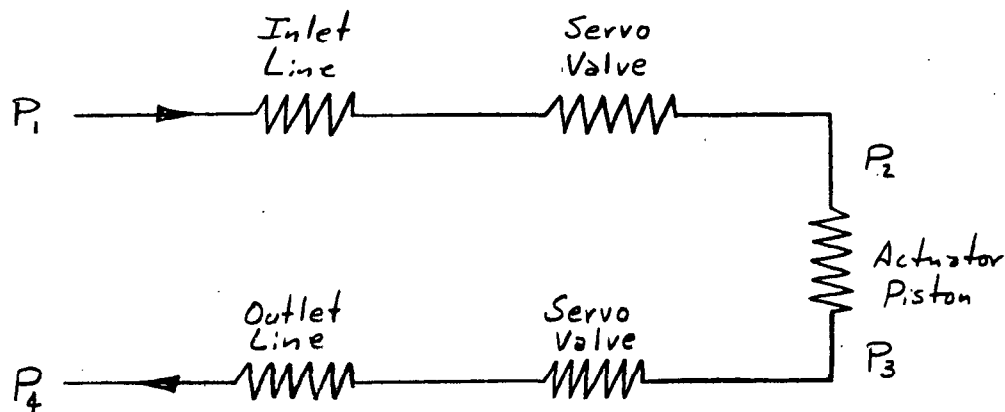 Inlet
Line
Servo
Valve
P1
P2
Actuator
Piston
P3
Outlet
Line
Servo
Valve
P4